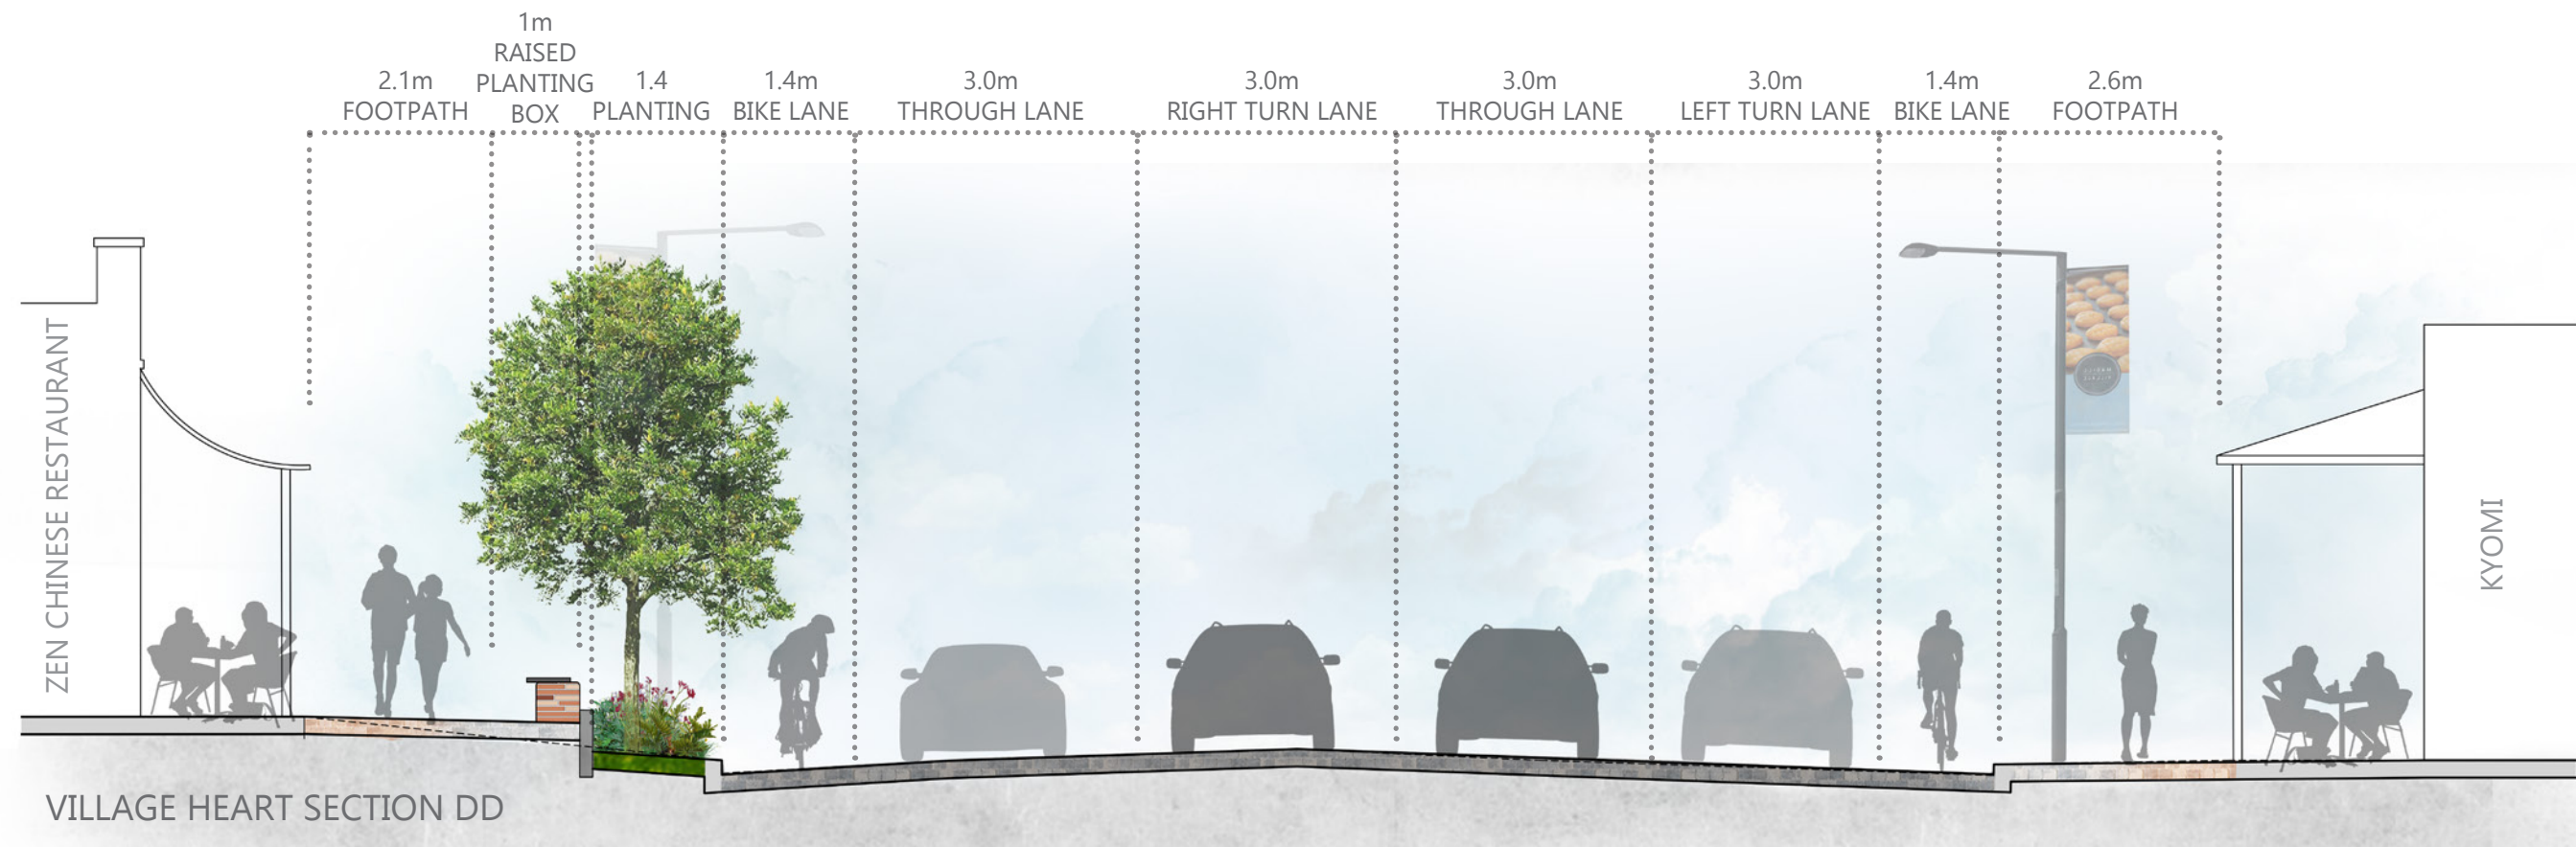 1m
RAISED
PLANTING
BOX
2.1m
FOOTPATH
1.4
PLANTING
1.4m
BIKE LANE
3.0m
THROUGH LANE
3.0m
RIGHT TURN LANE
3.0m
THROUGH LANE
3.0m
LEFT TURN LANE
1.4m
BIKE LANE
2.6m
FOOTPATH
ZEN CHINESE RESTAURANT
KYOMI
VILLAGE HEART SECTION DD